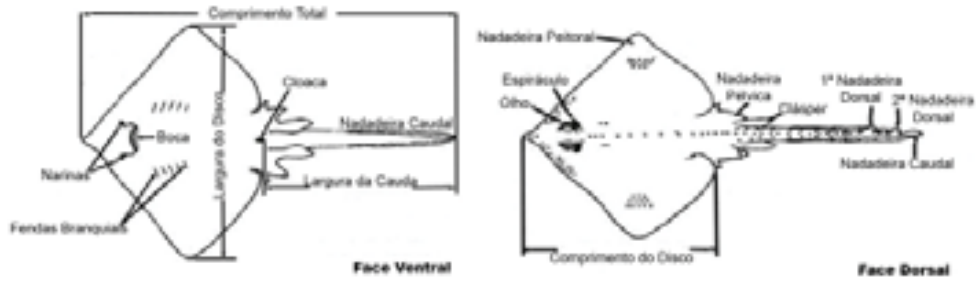 Comprimento Total
Cloaca
Largura do Disco
Nadadeira Caudal
Boca
Narinas
Largura da Cauda
Fendas Branquiais
Face Ventral
Nadadeira Peitoral
Espiráculo
Olho
Nadadeira
Pélvica
Clásper
1ª Nadadeira
Dorsal
2ª Nadadeira
Dorsal
Nadadeira Caudal
Comprimento do Disco
Face Dorsal